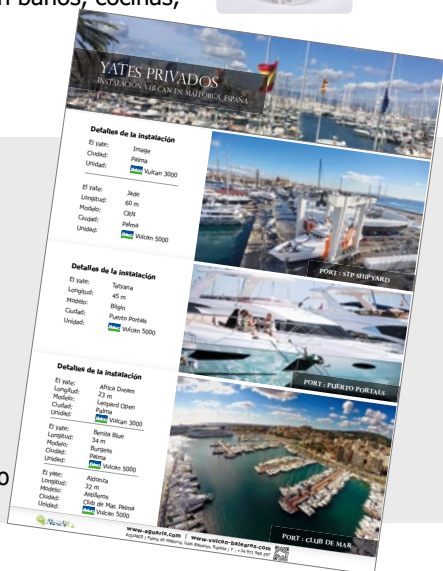 n baños, cocinas,
YATES PRIVADOS
INSTALACIÓN VULCAN EN MALLORCA, ESPAÑA
Detalles de la instalación
El yate: Image
Ciudad: Palma
Unidad: Vulcan 3000
El yate: Jade
Longitud: 60 m
Modelo: CRN
Ciudad: Palma
Unidad: Vulcan 5000
PORT : STP SHIPYARD
Detalles de la instalación
El yate: Tatyana
Longitud: 45 m
Modelo: Bilgin
Ciudad: Puerto Portals
Unidad: Vulcan 5000
PORT : PUERTO PORTALS
Detalles de la instalación
El yate: Africa Dream
Longitud: 23 m
Modelo: Leopard Open
Ciudad: Palma
Unidad: Vulcan 3000
El yate: Benita Blue
Longitud: 34 m
Modelo: Burgess
Ciudad: Palma
Unidad: Vulcan 5000
El yate: Aldonza
Longitud: 32 m
Modelo: Astilleros
Ciudad: Club de Mar, Palma
Unidad: Vulcan 5000
PORT : CLUB DE MAR
o
www.aguaris.com | www.vulcan-baleares.com